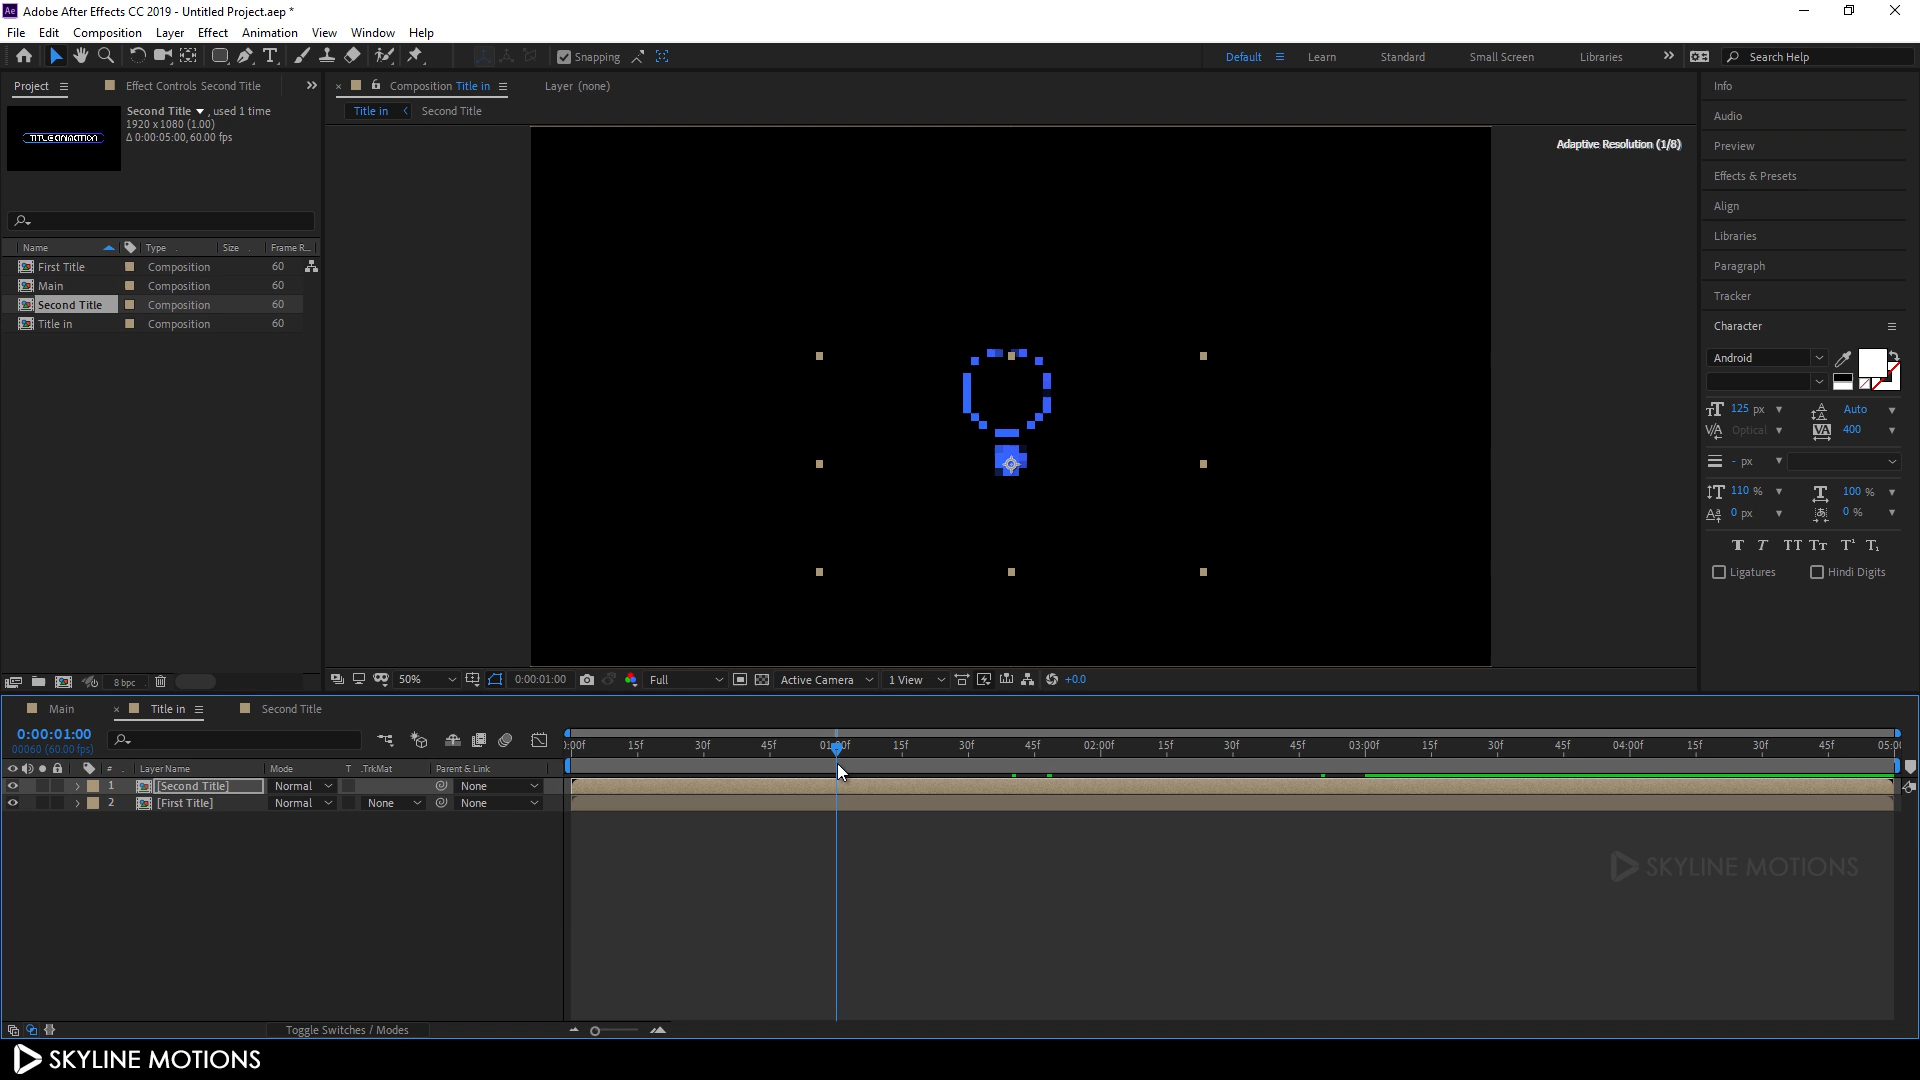 Ae Adobe After Effects CC 2019 - Untitled Project.aep *
File Edit Composition Layer Effect Animation View Window Help
Snapping
Default Learn Standard Small Screen Libraries Search Help
Project Effect Controls Second Title
Second Title , used 1 time
1920 x 1080 (1.00)
Δ 0:00:05:00, 60.00 fps
TITLE ANIMATION
Name Type Size Frame R...
First Title Composition 60
Main Composition 60
Second Title Composition 60
Title in Composition 60
8 bpc
Composition Title in Layer (none)
Title in Second Title
Adaptive Resolution (1/8)
50% 0:00:01:00 Full Active Camera 1 View +0.0
Info
Audio
Preview
Effects & Presets
Align
Libraries
Paragraph
Tracker
Character
Android
125 px Auto
Optical 400
- px
110 % 100 %
0 px 0 %
Ligatures Hindi Digits
Main Title in Second Title
0:00:01:00
00060 (60.00 fps)
):00f 15f 30f 45f 01:00f 15f 30f 45f 02:00f 15f 30f 45f 03:00f 15f 30f 45f 04:00f 15f 30f 45f 05:0(
# Layer Name Mode T .TrkMat Parent & Link
1 [Second Title] Normal None
2 [First Title] Normal None None
SKYLINE MOTIONS
Toggle Switches / Modes
SKYLINE MOTIONS